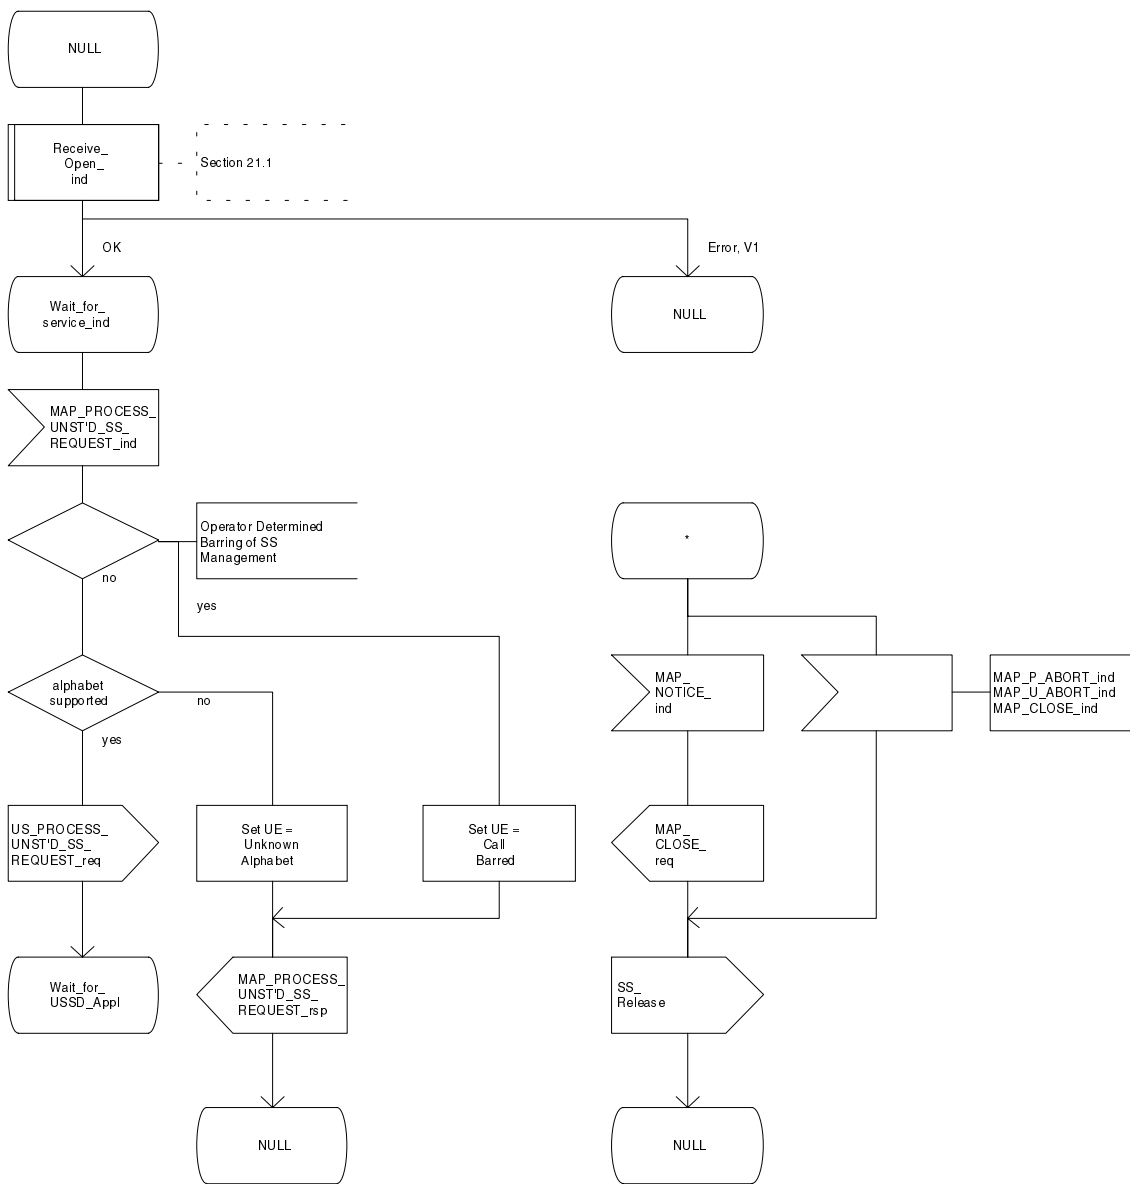 NULL
Receive_
Open_
ind
Section 21.1
OK
Error, V1
Wait_for_
service_ind
NULL
MAP_PROCESS_
UNST'D_SS_
REQUEST_ind
Operator Determined
Barring of SS
Management
*
no
yes
alphabet
supported
no
yes
MAP_
NOTICE_
ind
MAP_P_ABORT_ind
MAP_U_ABORT_ind
MAP_CLOSE_ind
US_PROCESS_
UNST'D_SS_
REQUEST_req
Set UE =
Unknown
Alphabet
Set UE =
Call
Barred
MAP_
CLOSE_
req
Wait_for_
USSD_Appl
MAP_PROCESS_
UNST'D_SS_
REQUEST_rsp
SS_
Release
NULL
NULL